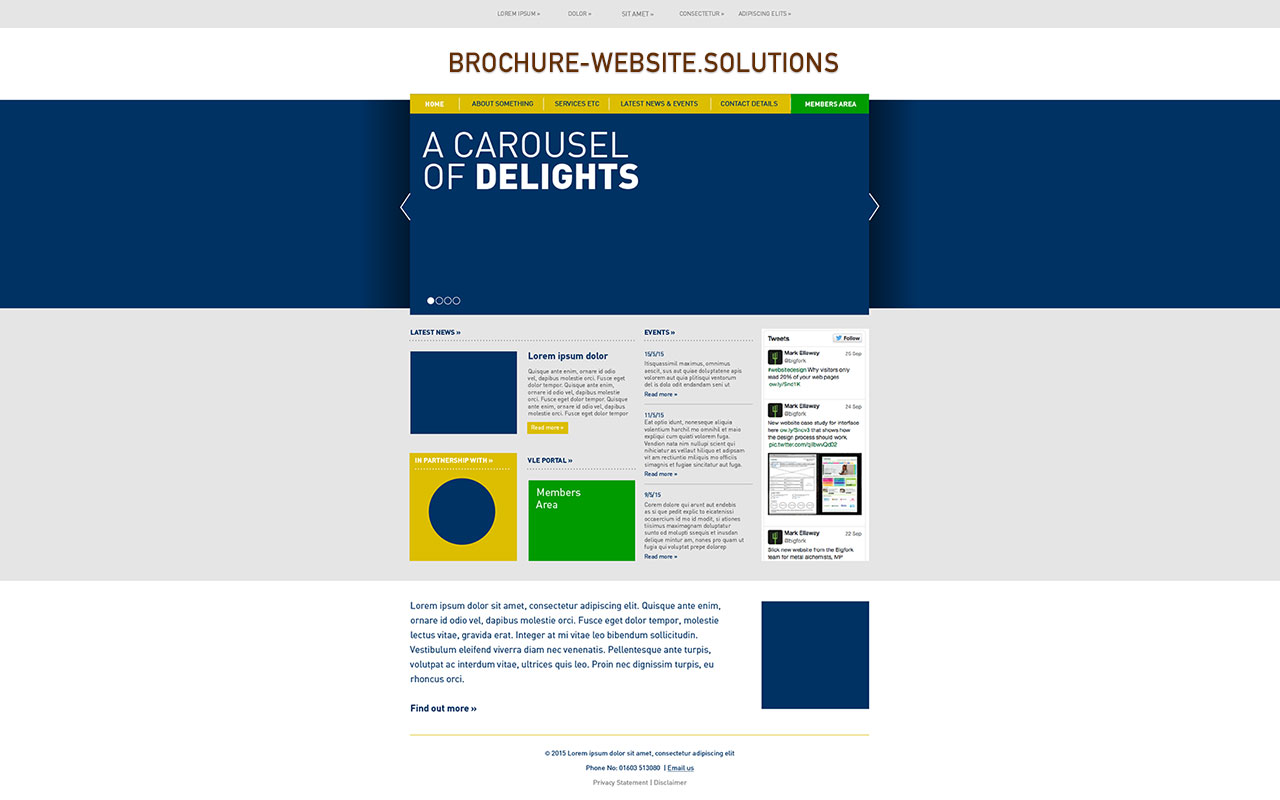 LOREM IPSUM » DOLOR » SIT AMET » CONSECTETUR » ADIPISCING ELITS »
BROCHURE-WEBSITE.SOLUTIONS
HOME ABOUT SOMETHING SERVICES ETC LATEST NEWS & EVENTS CONTACT DETAILS MEMBERS AREA
A CAROUSEL
OF DELIGHTS
LATEST NEWS »
Lorem ipsum dolor
Quisque ante enim, ornare id odio
vel, dapibus molestie orci. Fusce eget
dolor tempor. Quisque ante enim,
ornare id odio vel, dapibus molestie
orci. Fusce eget dolor tempor. Quisque
ante enim, ornare id odio vel, dapibus
molestie orci. Fusce eget dolor tempor
Read more »
IN PARTNERSHIP WITH »
VLE PORTAL »
Members
Area
EVENTS »
15/5/15
Itisquassimil maximus, omnimus
aescit, sus aut quiae doluptatene apis
volorem aut quia plitisqui ventorum
del is dolo odit endandam seni ut
Read more »
11/5/15
Eat optio idunt, noneseque aliquia
volentium harchil mo omnihil et maio
expliqui cum quiati volorem fuga.
Vendion nata nim nullupi scient qui
nihiciatur as vellaut hilique et adipsam
vit am rectiuntio miliquis mo officiis
simagnis et fugiae sincitatur aut fuga.
Read more »
9/5/15
Corem dolore qui arunt aut endebis
as si que pedit explic to eicatenissi
occaercium id mo id modit, si ationes
tiisimus maximagnam doluptatur
sunto od molupti ssequis et inusdan
delique mintur am, nones pro quam ut
fugia qui voluptat prepe dolorep
Read more »
Tweets Follow
Mark Ellaway 25 Sep
@bigfork
#websitedesign Why visitors only
read 20% of your web pages
ow.ly/Snd1K
Mark Ellaway 24 Sep
@bigfork
New website case study for Interface
here ow.ly/Sncv3 that shows how
the design process should work
pic.twitter.com/qIbwvQd02
Mark Ellaway 22 Sep
@bigfork
Slick new website from the Bigfork
team for metal alchemists, MP
Lorem ipsum dolor sit amet, consectetur adipiscing elit. Quisque ante enim,
ornare id odio vel, dapibus molestie orci. Fusce eget dolor tempor, molestie
lectus vitae, gravida erat. Integer at mi vitae leo bibendum sollicitudin.
Vestibulum eleifend viverra diam nec venenatis. Pellentesque ante turpis,
volutpat ac interdum vitae, ultrices quis leo. Proin nec dignissim turpis, eu
rhoncus orci.
Find out more »
© 2015 Lorem ipsum dolor sit amet, consectetur adipiscing elit
Phone No: 01603 513080 | Email us
Privacy Statement | Disclaimer